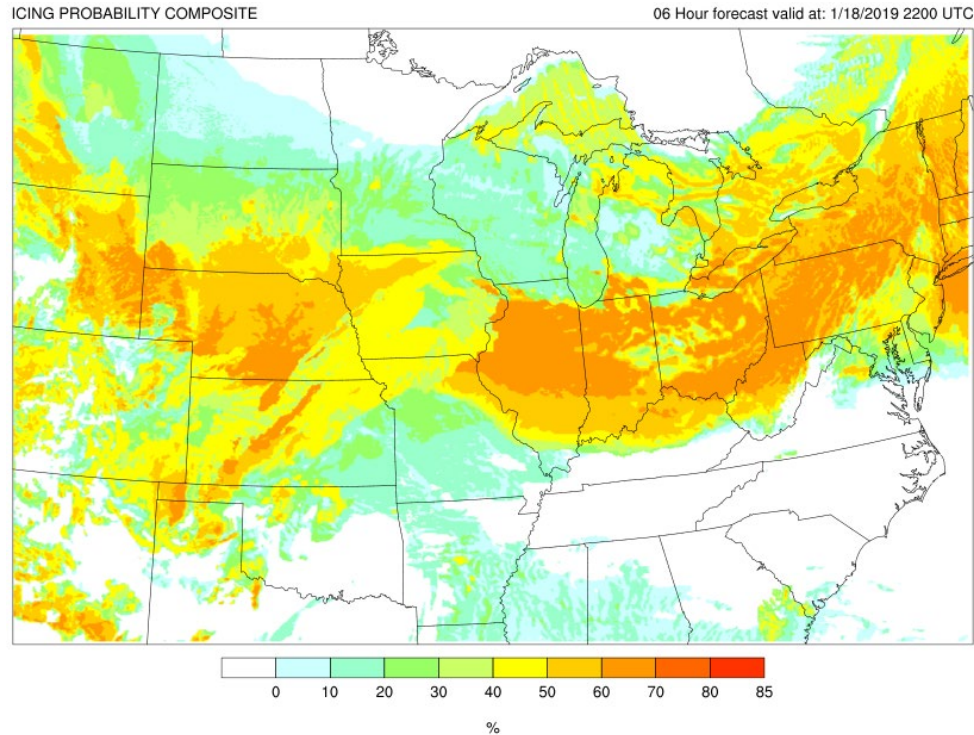 ICING PROBABILITY COMPOSITE 06 Hour forecast valid at: 1/18/2019 2200 UTC
0 10 20 30 40 50 60 70 80 85
%